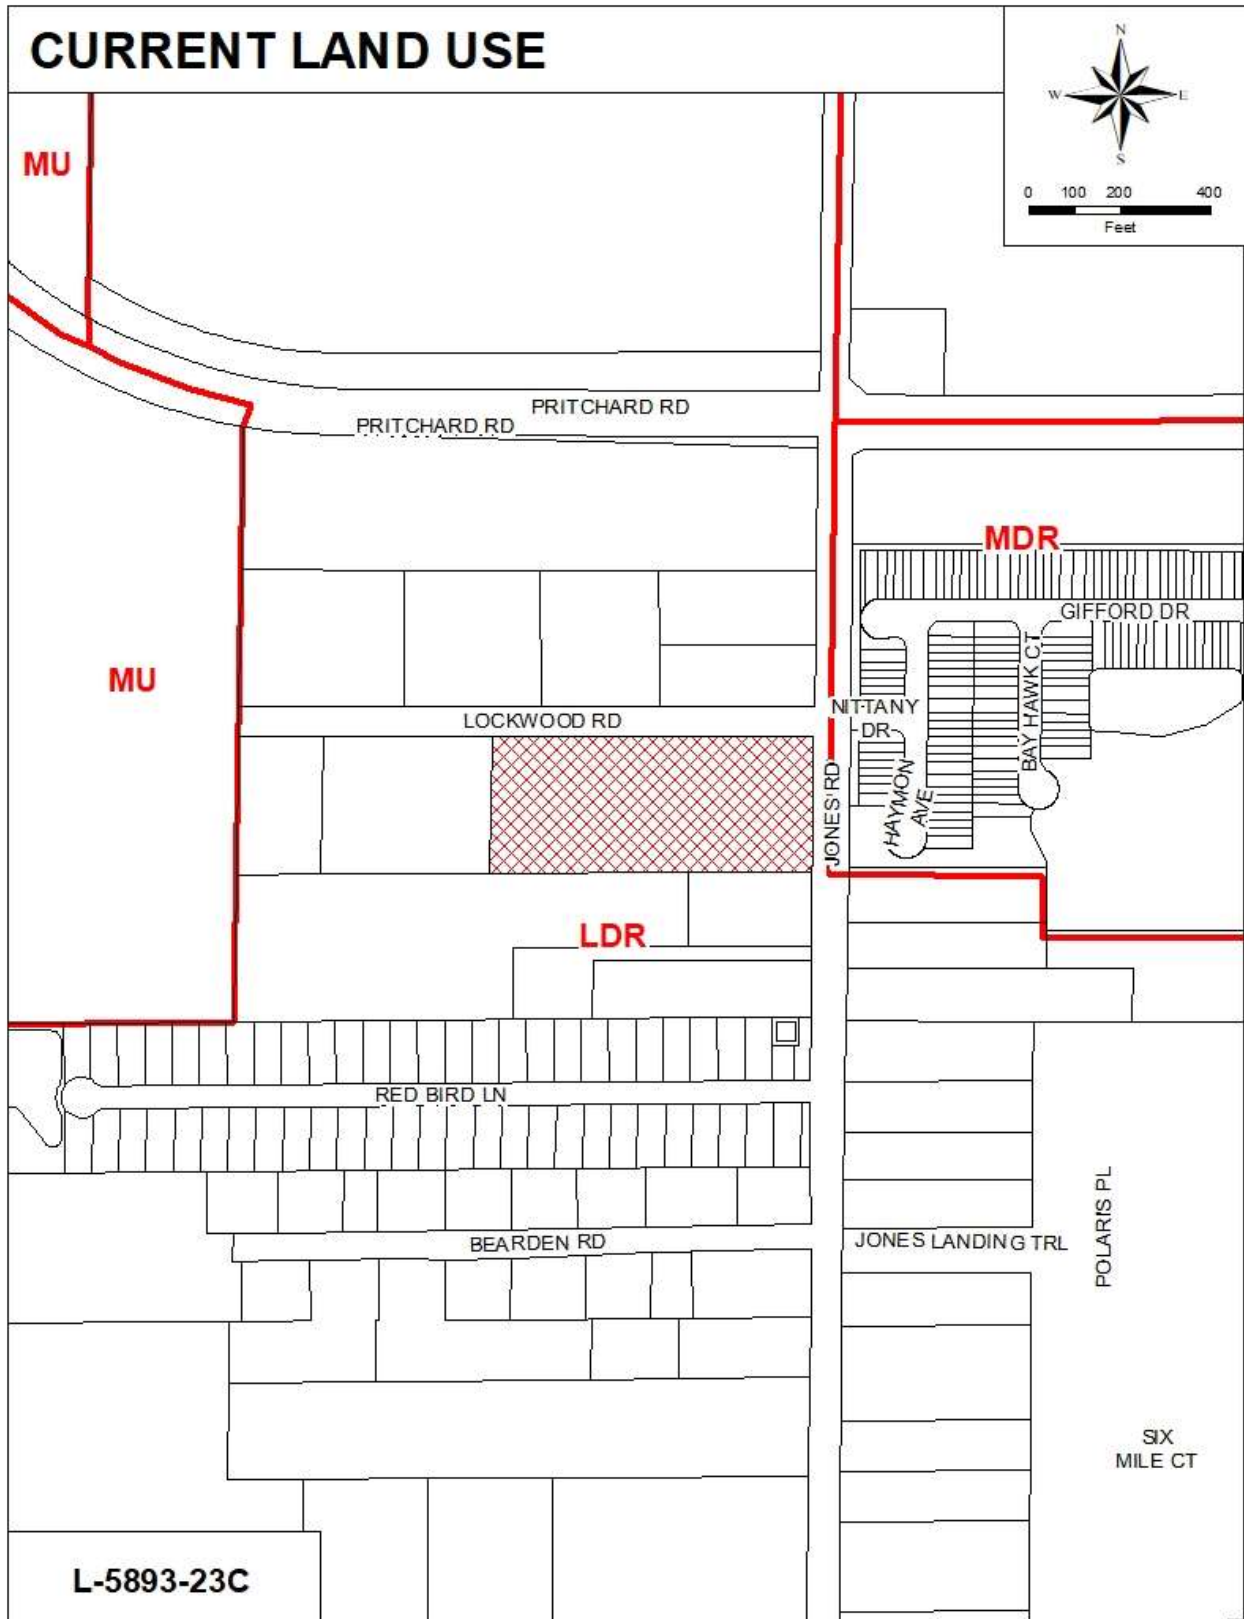 CURRENT LAND USE
N
W E
S
0 100 200 400
Feet
MU
PRITCHARD RD
PRITCHARD RD
MDR
GIFFORD DR
BAY HAWK CT
MU
LOCKWOOD RD
NITTANY
DR
HAYMON
AVE
JONES RD
LDR
RED BIRD LN
BEARDEN RD
JONES LANDING TRL
POLARIS PL
SIX
MILE CT
L-5893-23C